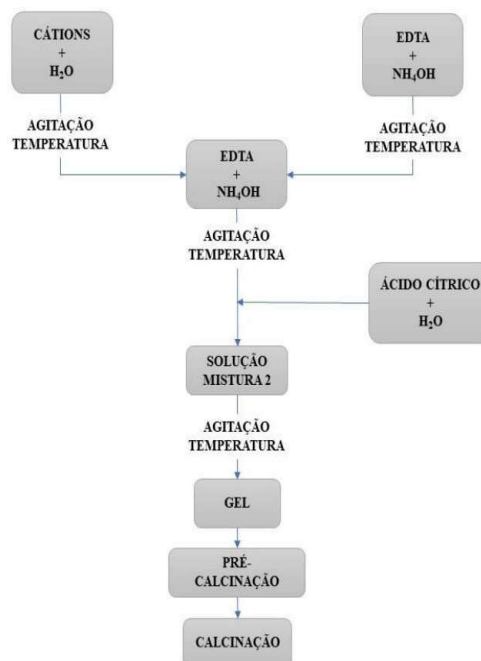 CÁTIONS
+
H₂O
EDTA
+
NH₄OH
AGITAÇÃO
TEMPERATURA
AGITAÇÃO
TEMPERATURA
EDTA
+
NH₄OH
AGITAÇÃO
TEMPERATURA
ÁCIDO CÍTRICO
+
H₂O
SOLUÇÃO
MISTURA 2
AGITAÇÃO
TEMPERATURA
GEL
PRÉ-
CALCINAÇÃO
CALCINAÇÃO